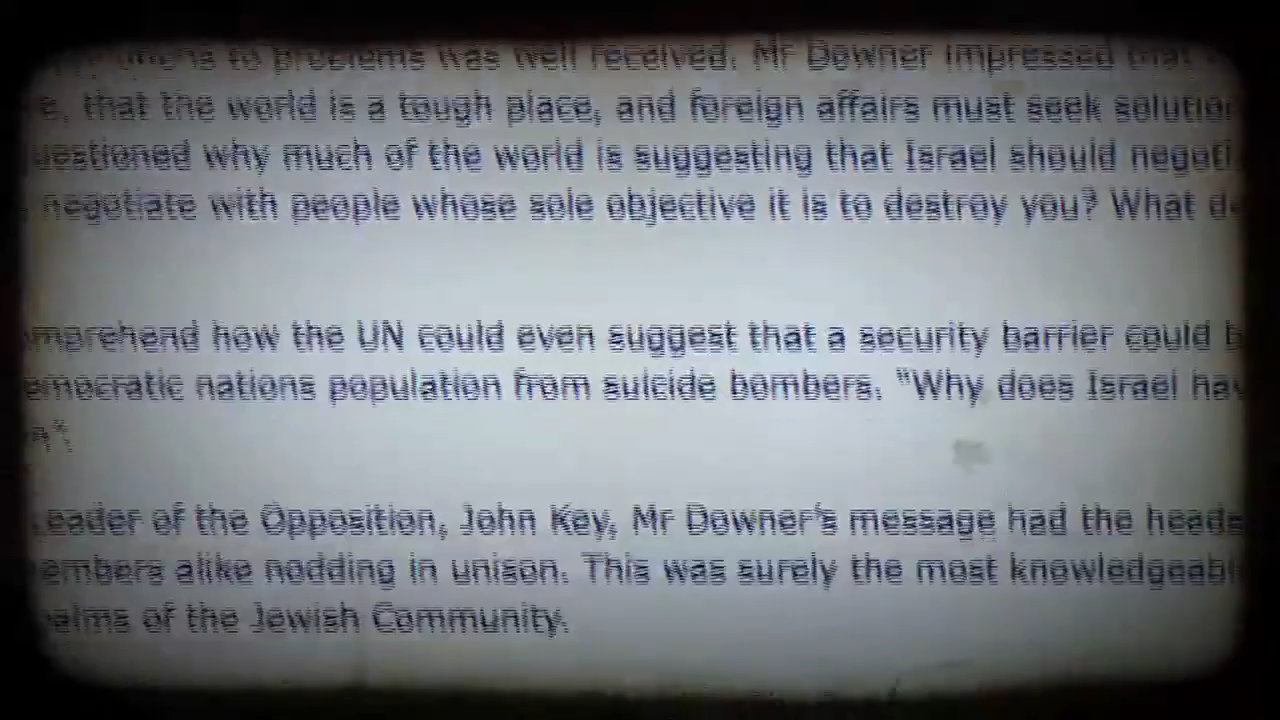 to problems was well received. Mr Downer impressed that
e, that the world is a tough place, and foreign affairs must seek solution
uestioned why much of the world is suggesting that Israel should negoti
negotiate with people whose sole objective it is to destroy you? What d
mprehend how the UN could even suggest that a security barrier could b
emocratic nations population from suicide bombers. "Why does Israel hav
n".
Leader of the Opposition, John Key, Mr Downer's message had the heads
embers alike nodding in unison. This was surely the most knowledgeabl
ealms of the Jewish Community.